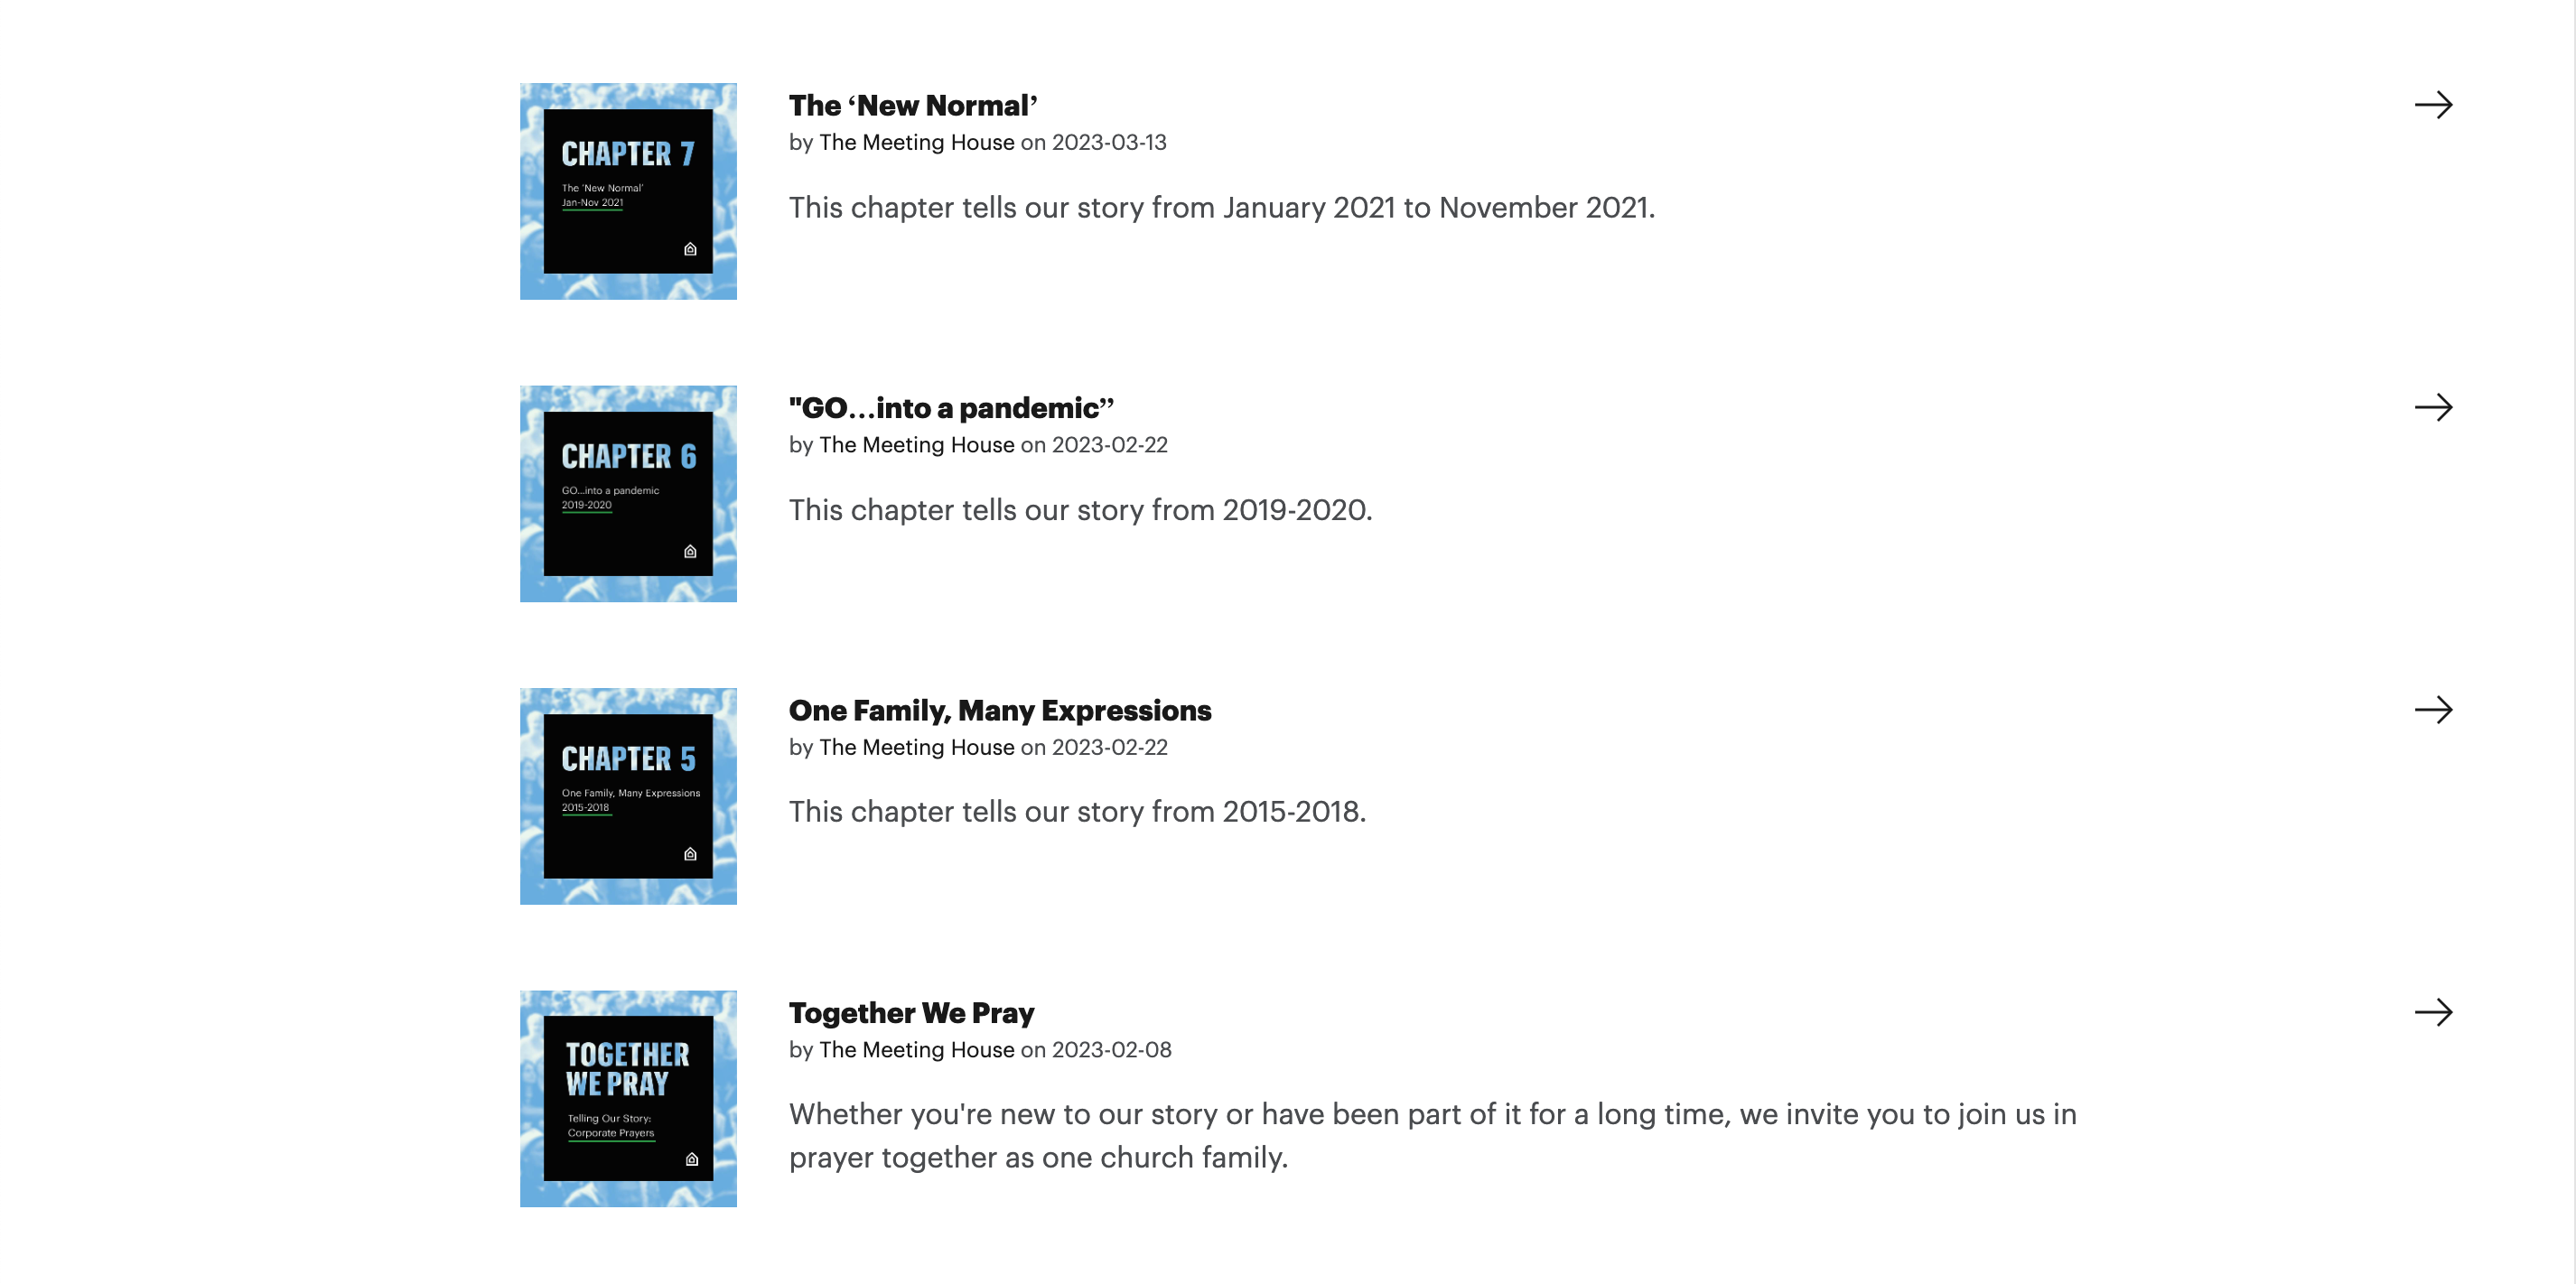 CHAPTER 7
The ‘New Normal’
Jan-Nov 2021
The ‘New Normal’
by The Meeting House on 2023-03-13
This chapter tells our story from January 2021 to November 2021.
CHAPTER 6
GO...into a pandemic
2019-2020
"GO…into a pandemic”
by The Meeting House on 2023-02-22
This chapter tells our story from 2019-2020.
CHAPTER 5
One Family, Many Expressions
2015-2018
One Family, Many Expressions
by The Meeting House on 2023-02-22
This chapter tells our story from 2015-2018.
TOGETHER
WE PRAY
Telling Our Story:
Corporate Prayers
Together We Pray
by The Meeting House on 2023-02-08
Whether you're new to our story or have been part of it for a long time, we invite you to join us in
prayer together as one church family.